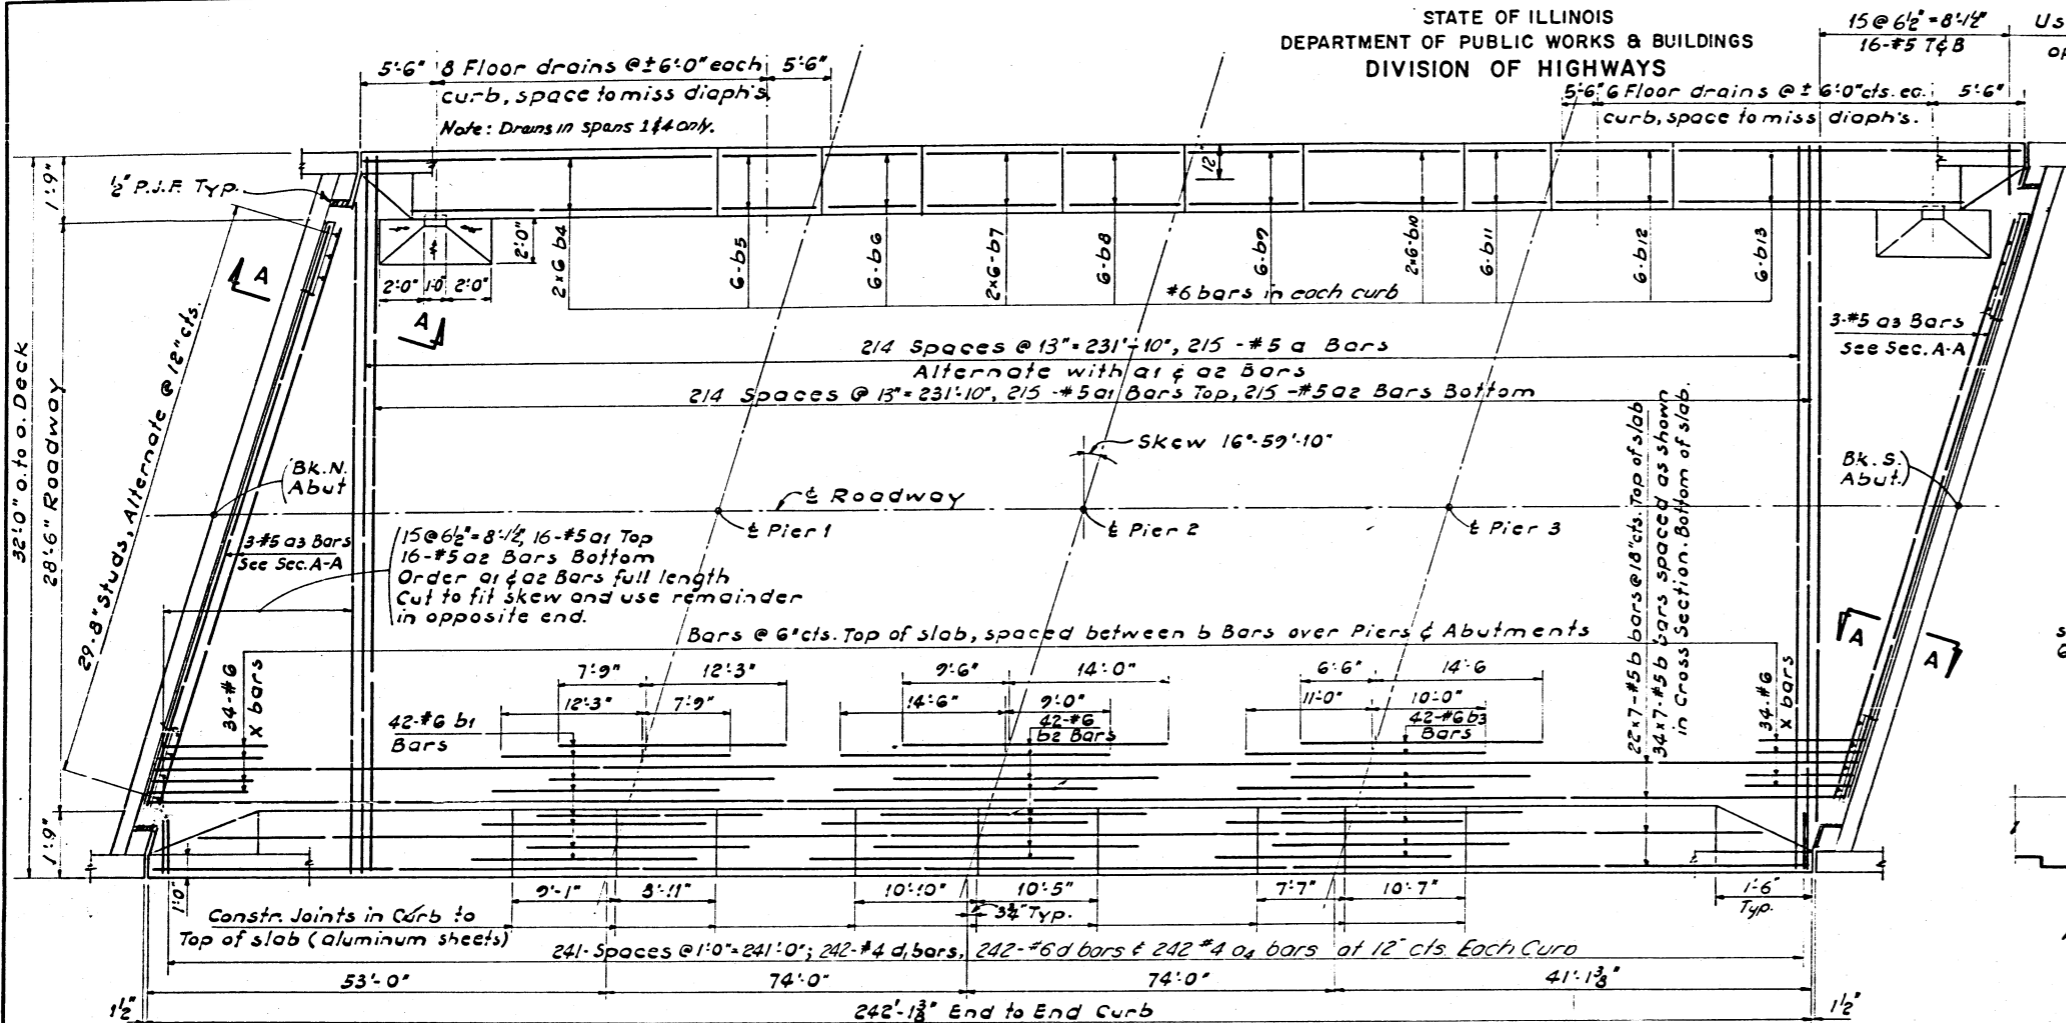 STATE OF ILLINOIS
DEPARTMENT OF PUBLIC WORKS & BUILDINGS
DIVISION OF HIGHWAYS
15 @ 6½" = 8'-1½"
16-#5 T&B
5'-6"
8 Floor drains @ ± 6'-0" each
curb, space to miss diaph's.
5'-6"
Note: Drains in spans 1 & 4 only.
5'-6"
6 Floor drains @ ± 6'-0" cts. ea.
curb, space to miss diaph's.
5'-6"
1'-9"
½" P.J.F. Typ.
12"
2'-0"
2'-0" 1'-0" 2'-0"
A
A
2x6-b4
6-b5
6-b6
2x6-b7
6-b8
6-b9
2x6-b10
6-b11
6-b12
6-b13
#6 bars in each curb
3-#5 a3 Bars
See Sec. A-A
214 Spaces @ 13" = 231'-10", 215 -#5 a Bars
Alternate with a1 & a2 Bars
214 Spaces @ 13" = 231'-10", 215 -#5 a1 Bars Top, 215 -#5 a2 Bars Bottom
32'-0" o. to o. Deck
28'-6" Roadway
29-8" Studs, Alternate @ 12" cts.
Skew 16°-59'-10"
Bk. N.
Abut
℄ Roadway
℄ Pier 1
℄ Pier 2
℄ Pier 3
Bk. S.
Abut.
3-#5 a3 Bars
See Sec. A-A
15 @ 6½" = 8'-1½", 16-#5 a1 Top
16-#5 a2 Bars Bottom
Order a1 & a2 Bars full length
Cut to fit skew and use remainder
in opposite end.
22x7-#5 b bars @ 18" cts. Top of slab
34x7-#5 b bars spaced as shown
in Cross Section. Bottom of slab.
Bars @ 6" cts. Top of slab, spaced between b Bars over Piers & Abutments
A
A
34-#6
X bars
7'-9"
12'-3"
9'-6"
14'-0"
6'-6"
14'-6
12'-3"
7'-9"
14'-6"
9'-0"
11'-0"
10'-0"
42-#6 b1
Bars
42-#6
b2 Bars
42-#6 b3
Bars
34-#6
X bars
1'-9"
1'-0"
9'-1"
8'-11"
10'-10"
10'-5"
7'-7"
10'-7"
1'-6"
Typ.
3¾" Typ.
Constr. Joints in Curb to
Top of slab (aluminum sheets)
241-Spaces @ 1'-0" = 241'-0"; 242-#4 d1 bars, 242-#6 d bars & 242 #4 a4 bars at 12" cts. Each Curb
53'-0"
74'-0"
74'-0"
41'-1⅜"
1½"
242'-1⅜" End to End Curb
1½"